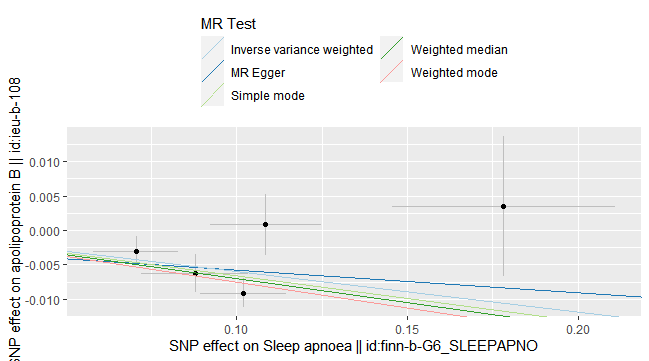 MR Test
Inverse variance weighted
MR Egger
Simple mode
Weighted median
Weighted mode
SNP effect on apolipoprotein B || id:ieu-b-108
0.010
0.005
0.000
-0.005
-0.010
0.10
0.15
0.20
SNP effect on Sleep apnoea || id:finn-b-G6_SLEEPAPNO